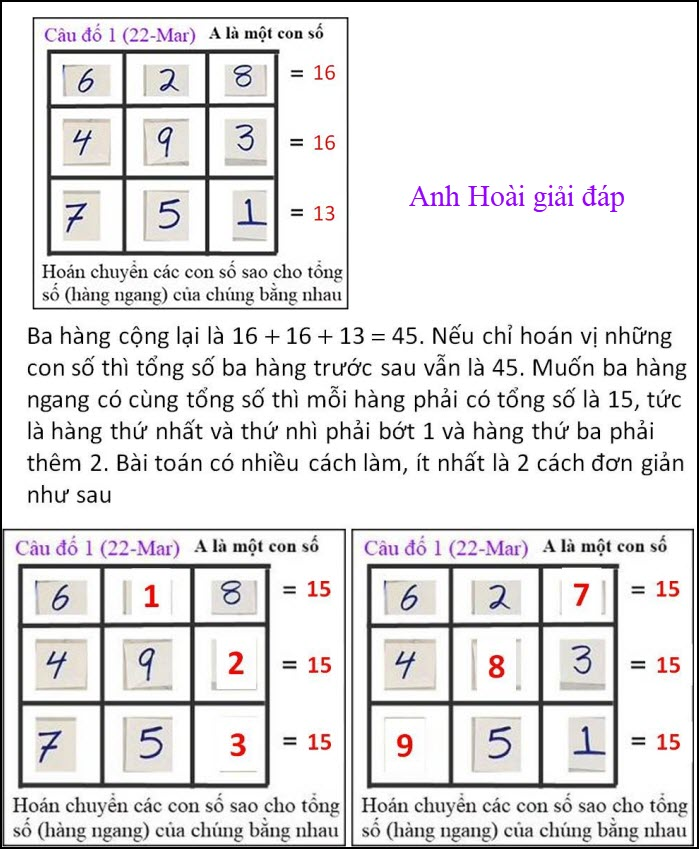 Câu đố 1 (22-Mar) A là một con số
6 2 8 = 16
4 9 3 = 16
7 5 1 = 13
Hoán chuyển các con số sao cho tổng
số (hàng ngang) của chúng bằng nhau
Anh Hoài giải đáp
Ba hàng cộng lại là 16 + 16 + 13 = 45. Nếu chỉ hoán vị những
con số thì tổng số ba hàng trước sau vẫn là 45. Muốn ba hàng
ngang có cùng tổng số thì mỗi hàng phải có tổng số là 15, tức
là hàng thứ nhất và thứ nhì phải bớt 1 và hàng thứ ba phải
thêm 2. Bài toán có nhiều cách làm, ít nhất là 2 cách đơn giản
như sau
Câu đố 1 (22-Mar) A là một con số
6 1 8 = 15
4 9 2 = 15
7 5 3 = 15
Hoán chuyển các con số sao cho tổng
số (hàng ngang) của chúng bằng nhau
Câu đố 1 (22-Mar) A là một con số
6 2 7 = 15
4 8 3 = 15
9 5 1 = 15
Hoán chuyển các con số sao cho tổng
số (hàng ngang) của chúng bằng nhau